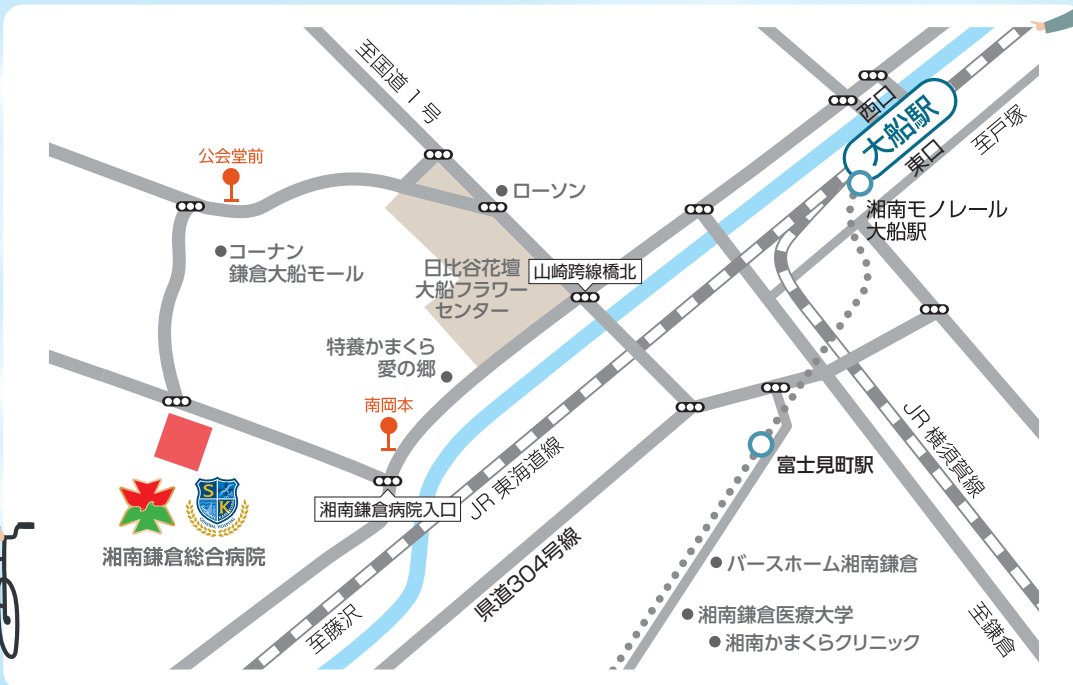 至国道1号
西口
大船駅
東口
至戸塚
公会堂前
ローソン
湘南モノレール
大船駅
コーナン
鎌倉大船モール
日比谷花壇
大船フラワー
センター
山崎跨線橋北
特養かまくら
愛の郷
南岡本
JR 東海道線
JR 横須賀線
富士見町駅
湘南鎌倉病院入口
S K
湘南鎌倉総合病院
県道304号線
バースホーム湘南鎌倉
湘南鎌倉医療大学
湘南かまくらクリニック
至藤沢
至鎌倉